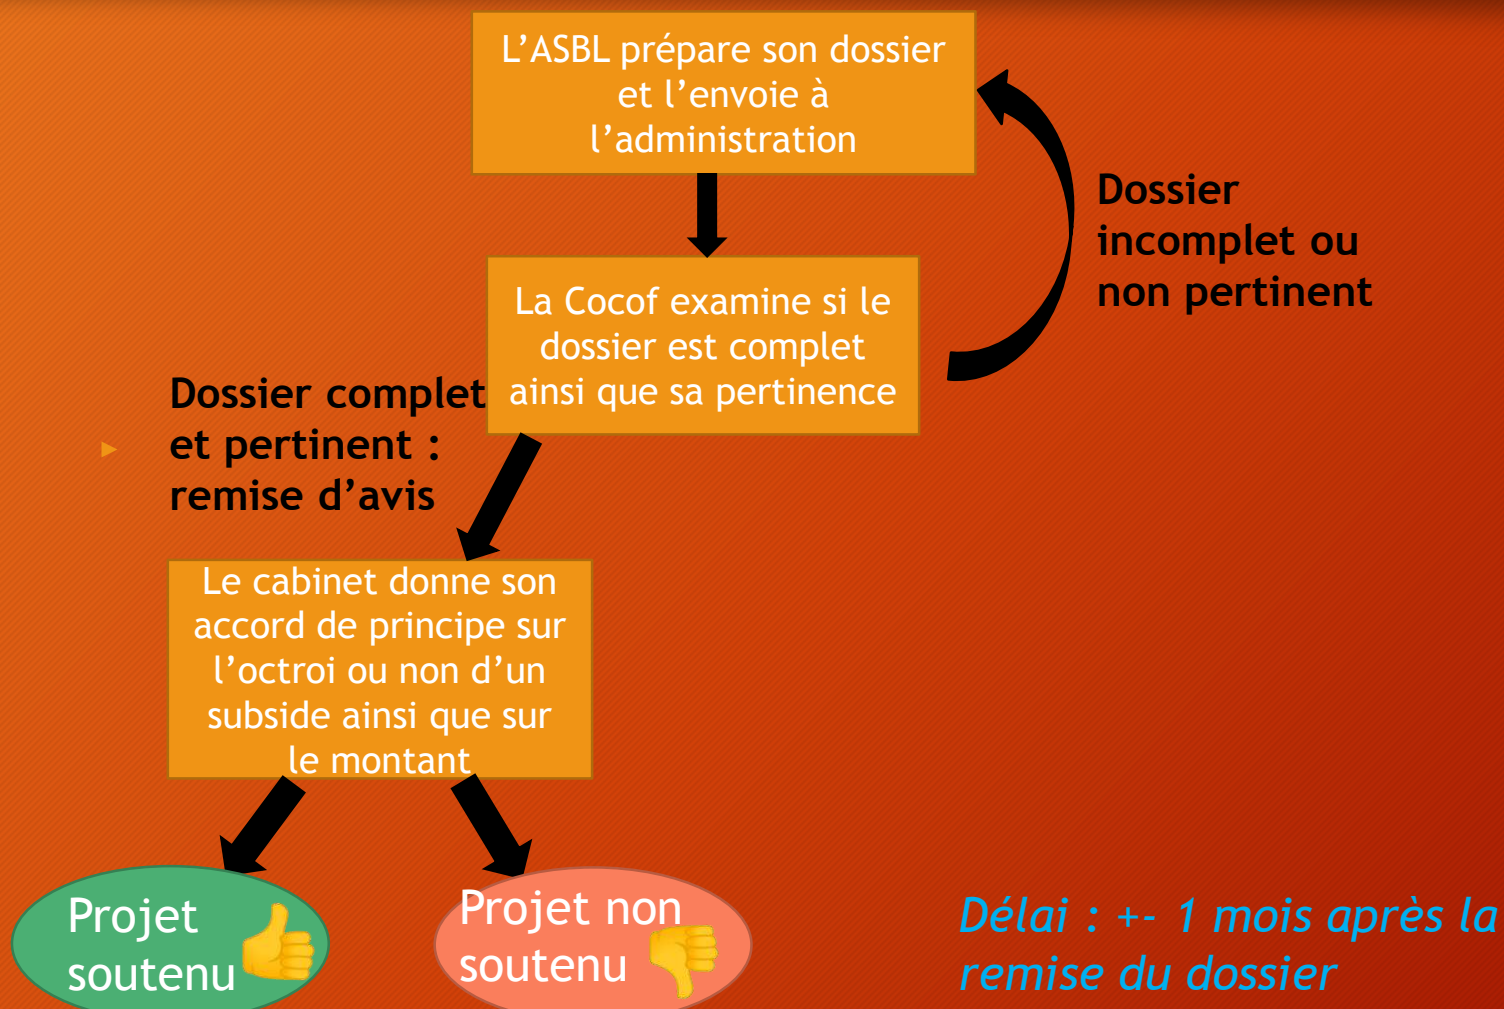 L’ASBL prépare son dossier
et l’envoie à
l’administration
Dossier
incomplet ou
non pertinent
La Cocof examine si le
dossier est complet
ainsi que sa pertinence
Dossier complet
et pertinent :
remise d’avis
Le cabinet donne son
accord de principe sur
l’octroi ou non d’un
subside ainsi que sur
le montant
Projet
soutenu
Projet non
soutenu
Délai : +- 1 mois après la
remise du dossier